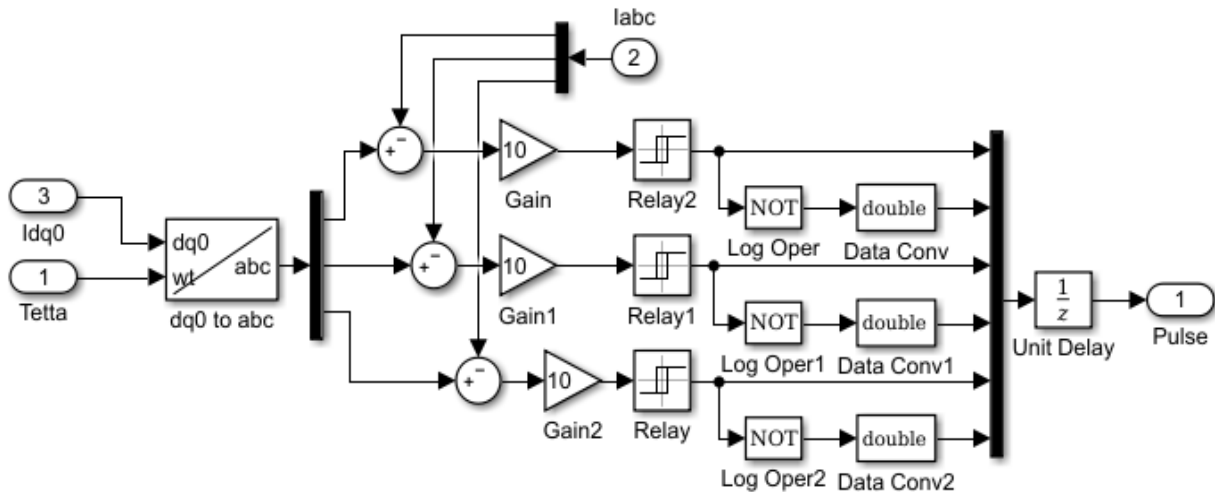 Iabc
2
+ −
10
Gain
Relay2
NOT
Log Oper
double
Data Conv
3
Idq0
1
Tetta
dq0
wt
abc
dq0 to abc
+ −
10
Gain1
Relay1
NOT
Log Oper1
double
Data Conv1
1
z
Unit Delay
1
Pulse
+ −
10
Gain2
Relay
NOT
Log Oper2
double
Data Conv2